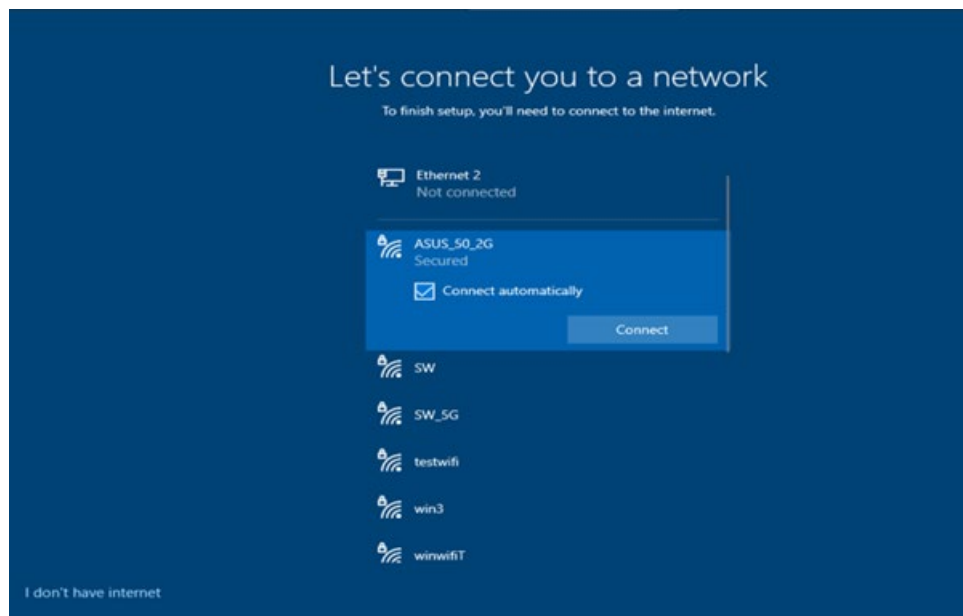 Let's connect you to a network
To finish setup, you'll need to connect to the internet.
Ethernet 2
Not connected
ASUS_50_2G
Secured
Connect automatically
Connect
SW
SW_5G
testwifi
win3
winwifiT
I don't have internet